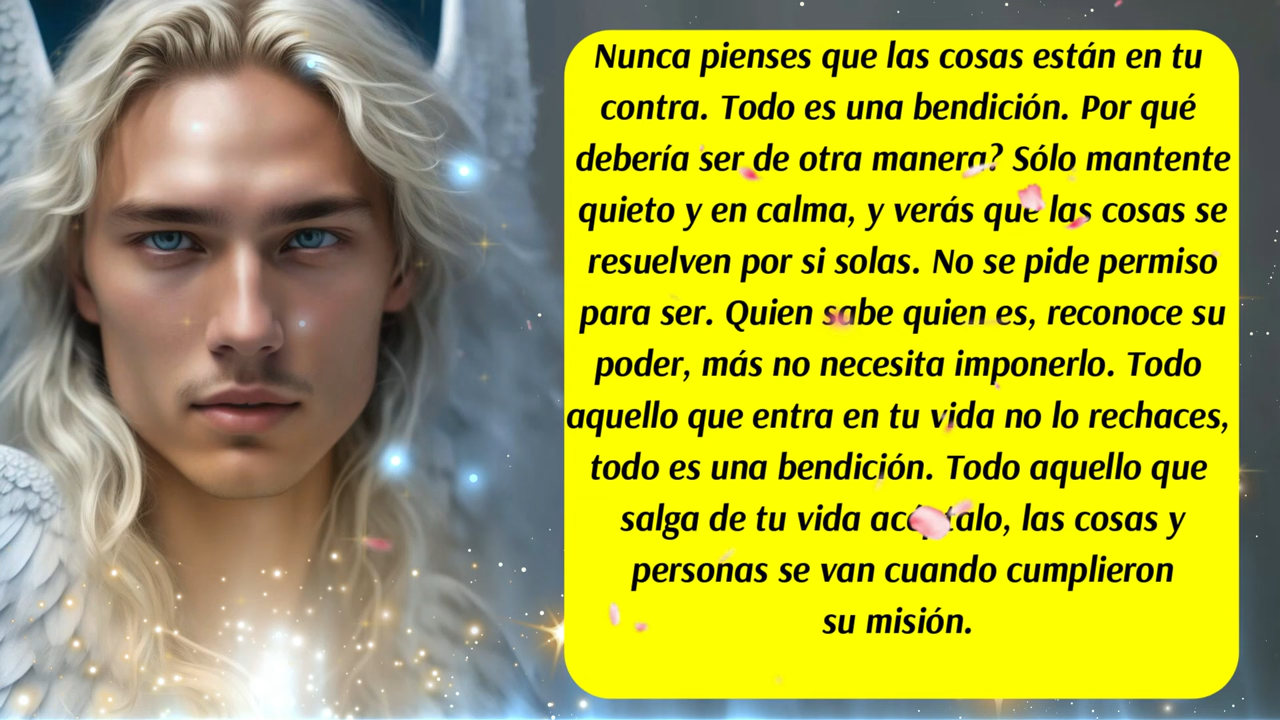 Nunca pienses que las cosas están en tu
contra. Todo es una bendición. Por qué
debería ser de otra manera? Sólo mantente
quieto y en calma, y verás que las cosas se
resuelven por si solas. No se pide permiso
para ser. Quien sabe quien es, reconoce su
poder, más no necesita imponerlo. Todo
aquello que entra en tu vida no lo rechaces,
todo es una bendición. Todo aquello que
salga de tu vida acéptalo, las cosas y
personas se van cuando cumplieron
su misión.